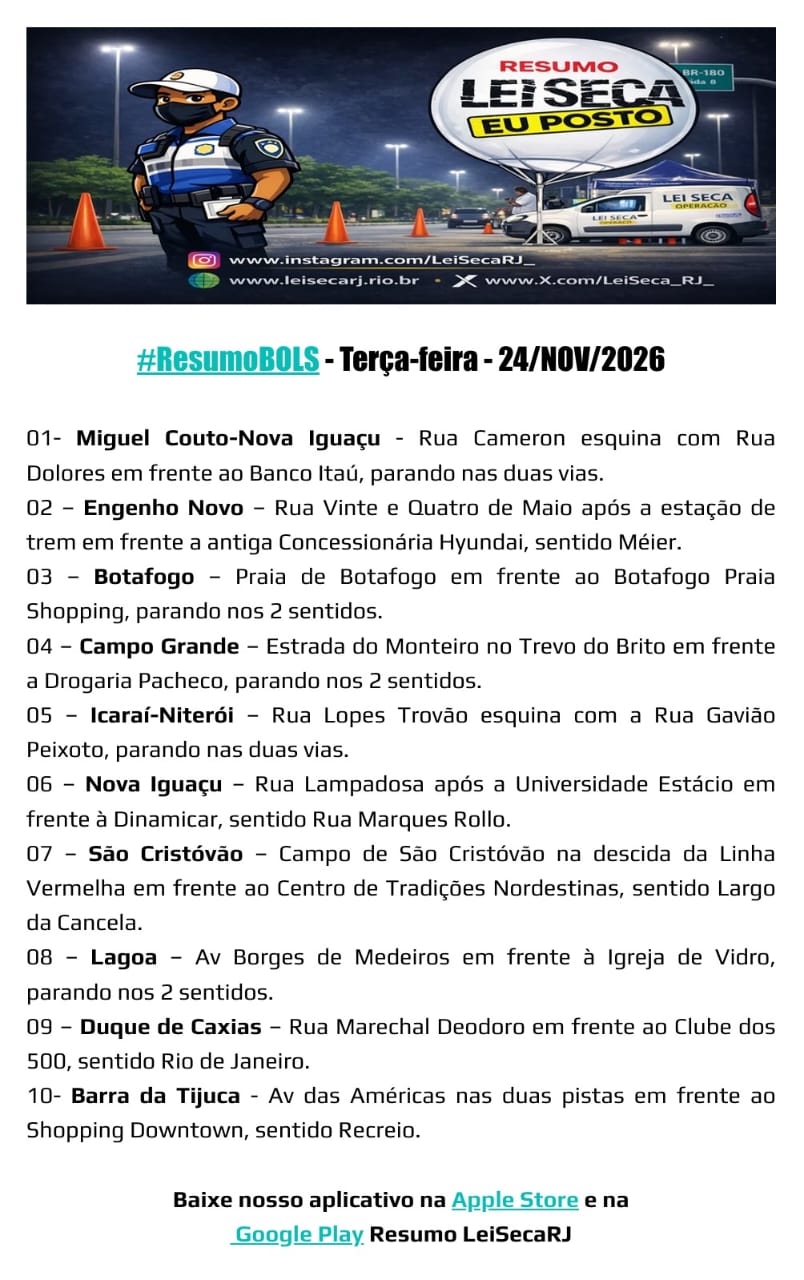 RESUMO
LEI SECA
EU POSTO
BR-180
LEI SECA
OPERACÃO
LEI SECA
www.instagram.com/LeiSecaRJ_
www.leisecarj.rio.br • X www.X.com/LeiSeca_RJ_
#ResumoBOLS - Terça-feira - 24/NOV/2026
01- Miguel Couto-Nova Iguaçu - Rua Cameron esquina com Rua
Dolores em frente ao Banco Itaú, parando nas duas vias.
02 – Engenho Novo – Rua Vinte e Quatro de Maio após a estação de
trem em frente a antiga Concessionária Hyundai, sentido Méier.
03 – Botafogo – Praia de Botafogo em frente ao Botafogo Praia
Shopping, parando nos 2 sentidos.
04 – Campo Grande – Estrada do Monteiro no Trevo do Brito em frente
a Drogaria Pacheco, parando nos 2 sentidos.
05 – Icaraí-Niterói – Rua Lopes Trovão esquina com a Rua Gavião
Peixoto, parando nas duas vias.
06 – Nova Iguaçu – Rua Lampadosa após a Universidade Estácio em
frente à Dinamicar, sentido Rua Marques Rollo.
07 – São Cristóvão – Campo de São Cristóvão na descida da Linha
Vermelha em frente ao Centro de Tradições Nordestinas, sentido Largo
da Cancela.
08 – Lagoa – Av Borges de Medeiros em frente à Igreja de Vidro,
parando nos 2 sentidos.
09 – Duque de Caxias – Rua Marechal Deodoro em frente ao Clube dos
500, sentido Rio de Janeiro.
10- Barra da Tijuca - Av das Américas nas duas pistas em frente ao
Shopping Downtown, sentido Recreio.
Baixe nosso aplicativo na Apple Store e na
Google Play Resumo LeiSecaRJ